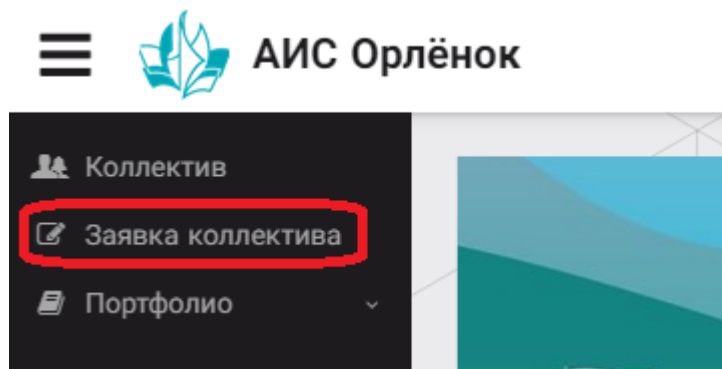 АИС Орлёнок
Коллектив
Заявка коллектива
Портфолио